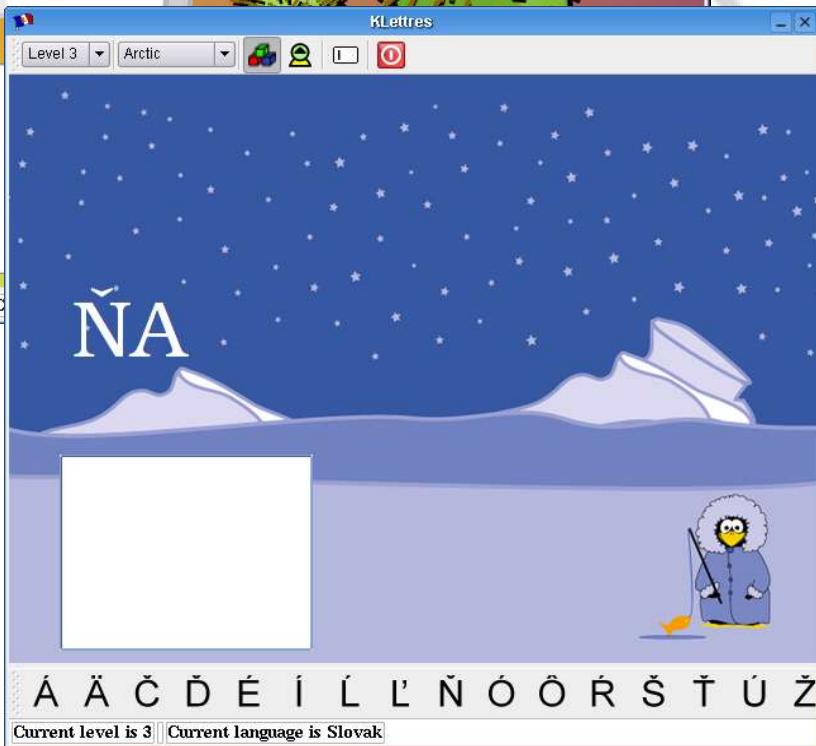 KLettres
Level 3 Arctic
ŇA
Á Ä Č Ď É Í Ĺ Ľ Ň Ó Ô Ŕ Š Ť Ú Ž
Current level is 3 Current language is Slovak